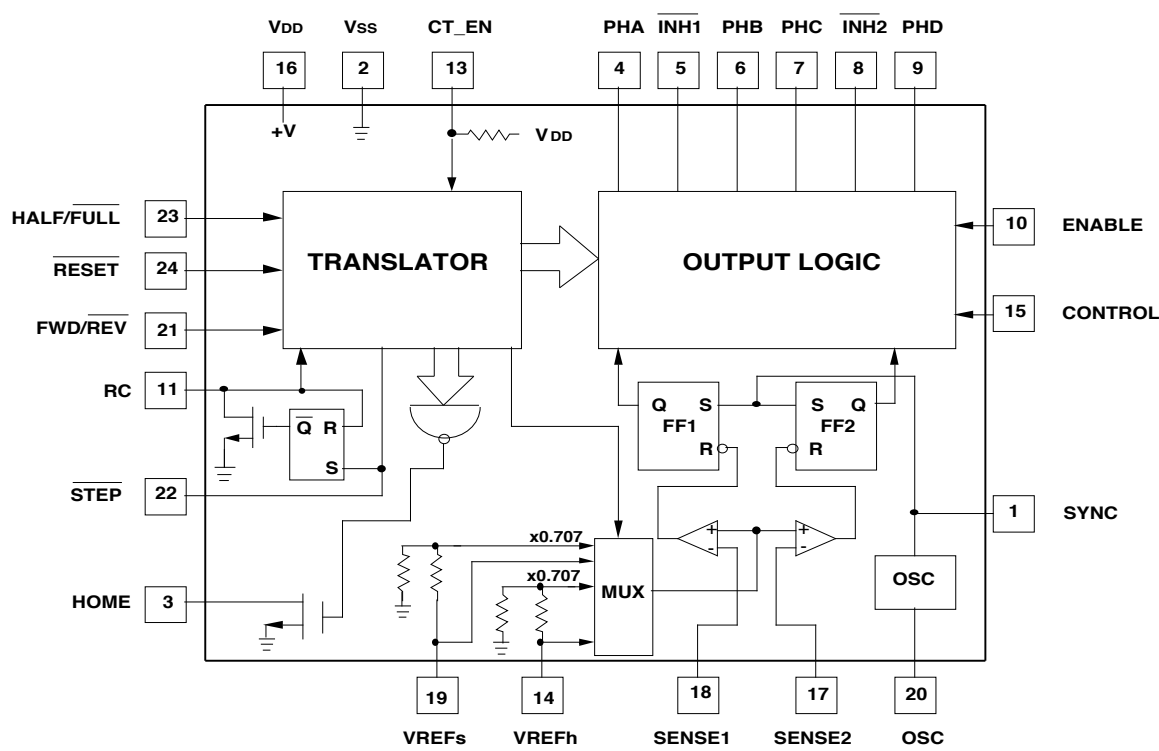 VDD VSS CT_EN PHA INH1 PHB PHC INH2 PHD
16 2 13 4 5 6 7 8 9
+V
VDD
HALF/FULL 23
RESET 24
FWD/REV 21
RC 11
STEP 22
HOME 3
TRANSLATOR
OUTPUT LOGIC
10 ENABLE
15 CONTROL
Q R
S
Q S
FF1
R
S Q
FF2
R
+
-
+
-
1 SYNC
OSC
x0.707
x0.707
MUX
19 14 18 17 20
VREFs VREFh SENSE1 SENSE2 OSC